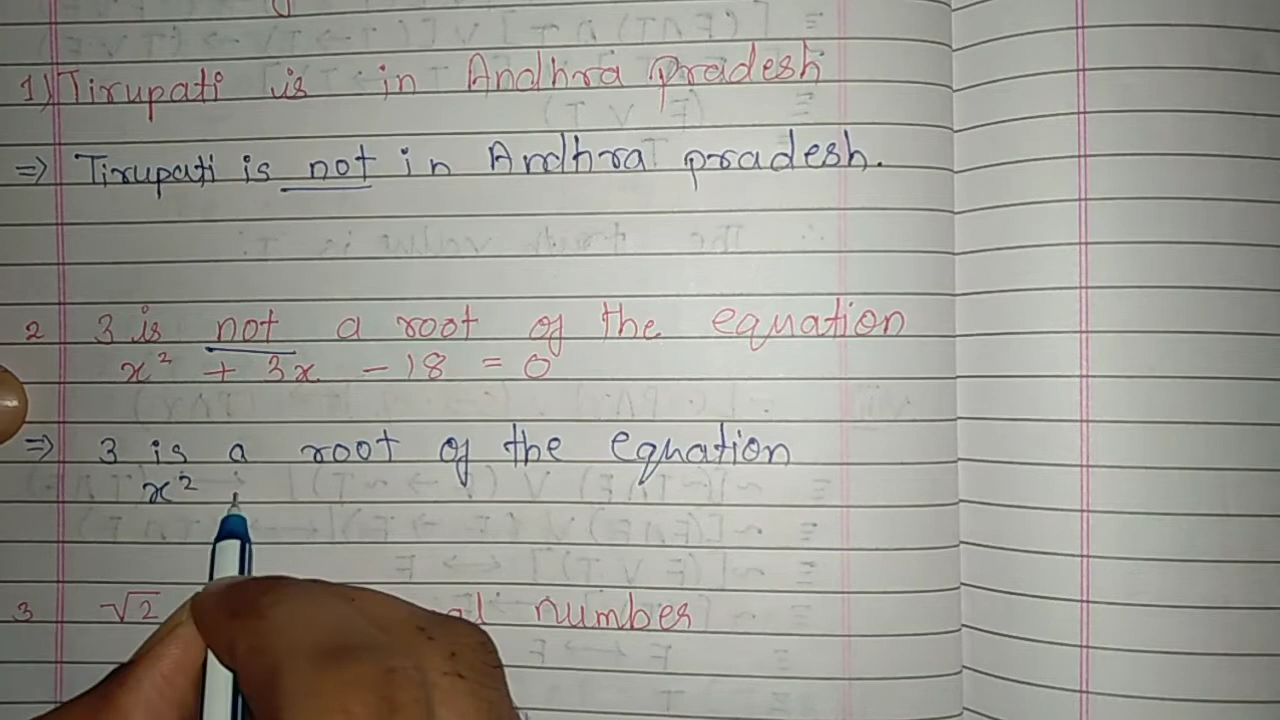 1) Tirupati is in Andhra pradesh
⇒ Tirupati is not in Andhra pradesh.
2 3 is not a root of the equation
x² + 3x - 18 = 0
⇒ 3 is a root of the equation
x²
3 √2 number